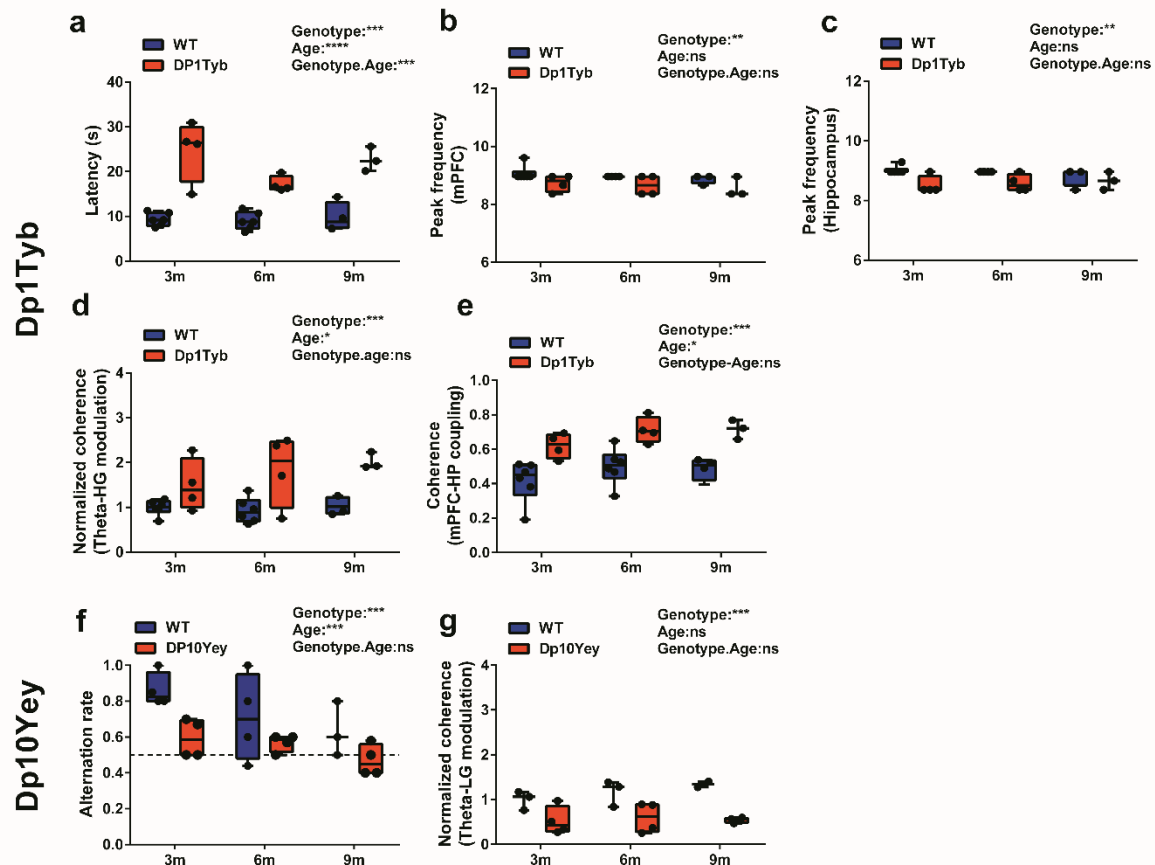 Dp1Tyb
a
WT
DP1Tyb
Genotype:***
Age:****
Genotype.Age:***
Latency (s)
40
30
20
10
0
3m
6m
9m
b
WT
Dp1Tyb
Genotype:**
Age:ns
Genotype.Age:ns
Peak frequency
(mPFC)
12
10
8
6
3m
6m
9m
c
WT
Dp1Tyb
Genotype:**
Age:ns
Genotype.Age:ns
Peak frequency
(Hippocampus)
12
10
8
6
3m
6m
9m
d
WT
Dp1Tyb
Genotype:***
Age:*
Genotype.age:ns
Normalized coherence
(Theta-HG modulation)
4
3
2
1
0
3m
6m
9m
e
WT
Dp1Tyb
Genotype:***
Age:*
Genotype-Age:ns
Coherence
(mPFC-HP coupling)
1.0
0.8
0.6
0.4
0.2
0.0
3m
6m
9m
Dp10Yey
f
WT
DP10Yey
Genotype:***
Age:***
Genotype.Age:ns
Alternation rate
1.0
0.8
0.6
0.4
0.2
0.0
3m
6m
9m
g
WT
Dp10Yey
Genotype:***
Age:ns
Genotype.Age:ns
Normalized coherence
(Theta-LG modulation)
4
3
2
1
0
3m
6m
9m